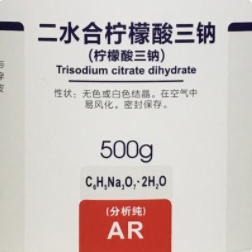 二水合柠檬酸三钠
(柠檬酸三钠)
Trisodium citrate dihydrate
性状：无色或白色结晶。在空气中
易风化。密封保存。
500g
C₆H₅Na₃O₇·2H₂O
(分析纯)
AR